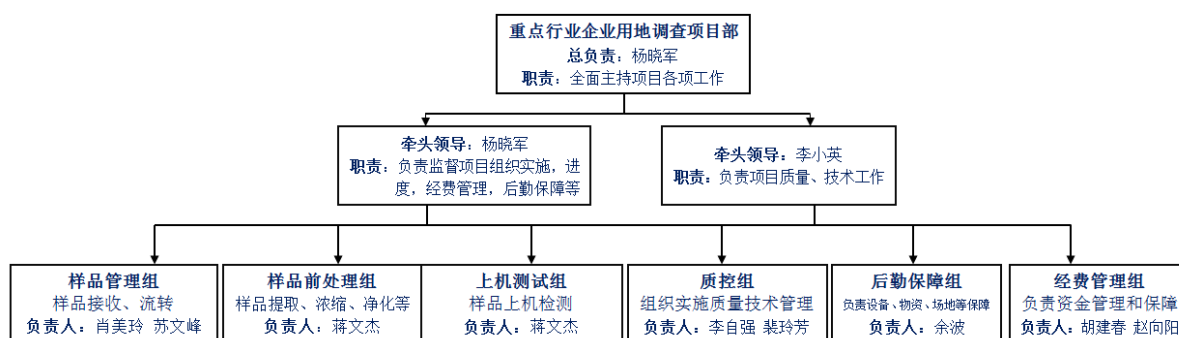 重点行业企业用地调查项目部
总负责：杨晓军
职责：全面主持项目各项工作
牵头领导：杨晓军
职责：负责监督项目组织实施，进
度，经费管理，后勤保障等
牵头领导：李小英
职责：负责项目质量、技术工作
样品管理组
样品接收、流转
负责人：肖美玲 苏文峰
样品前处理组
样品提取、浓缩、净化等
负责人：蒋文杰
上机测试组
样品上机检测
负责人：蒋文杰
质控组
组织实施质量技术管理
负责人：李自强 裴玲芳
后勤保障组
负责设备、物资、场地等保障
负责人：余波
经费管理组
负责资金管理和保障
负责人：胡建春 赵向阳